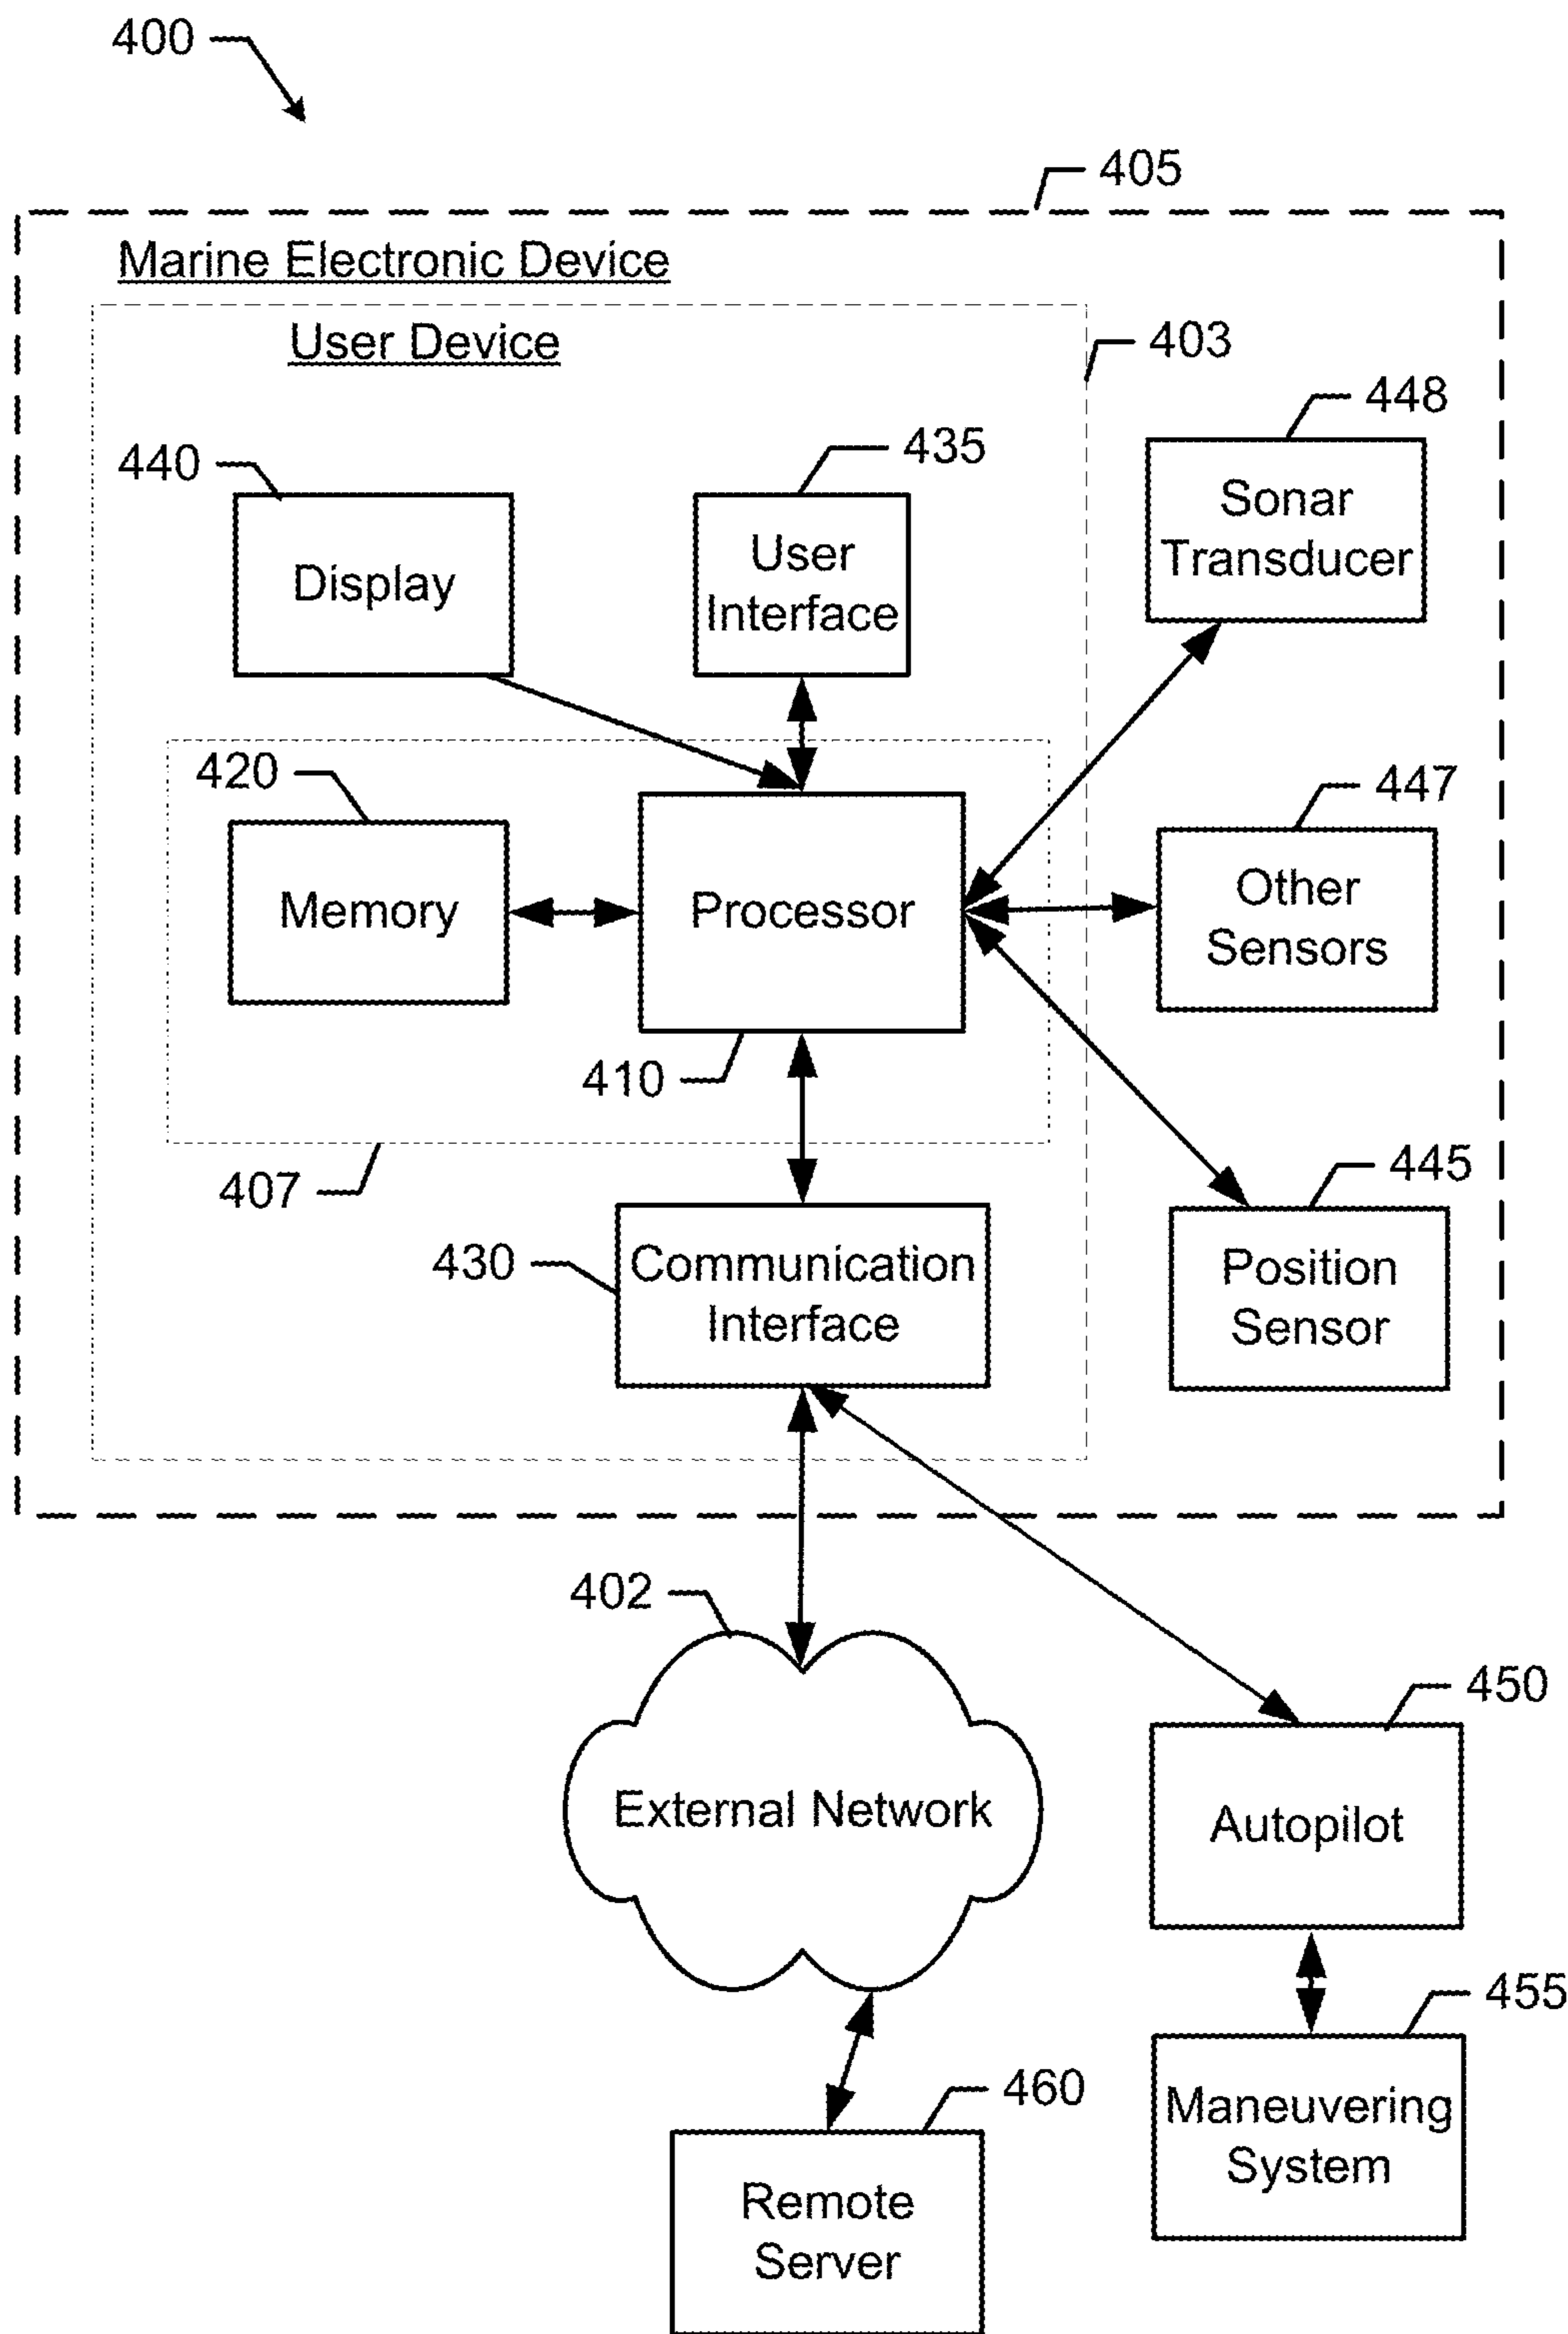 400
405
Marine Electronic Device
User Device
403
448
440
435
Sonar
Transducer
Display
User
Interface
420
447
Memory
Processor
Other
Sensors
410
407
445
430
Communication
Interface
Position
Sensor
402
450
External Network
Autopilot
455
460
Maneuvering
System
Remote
Server